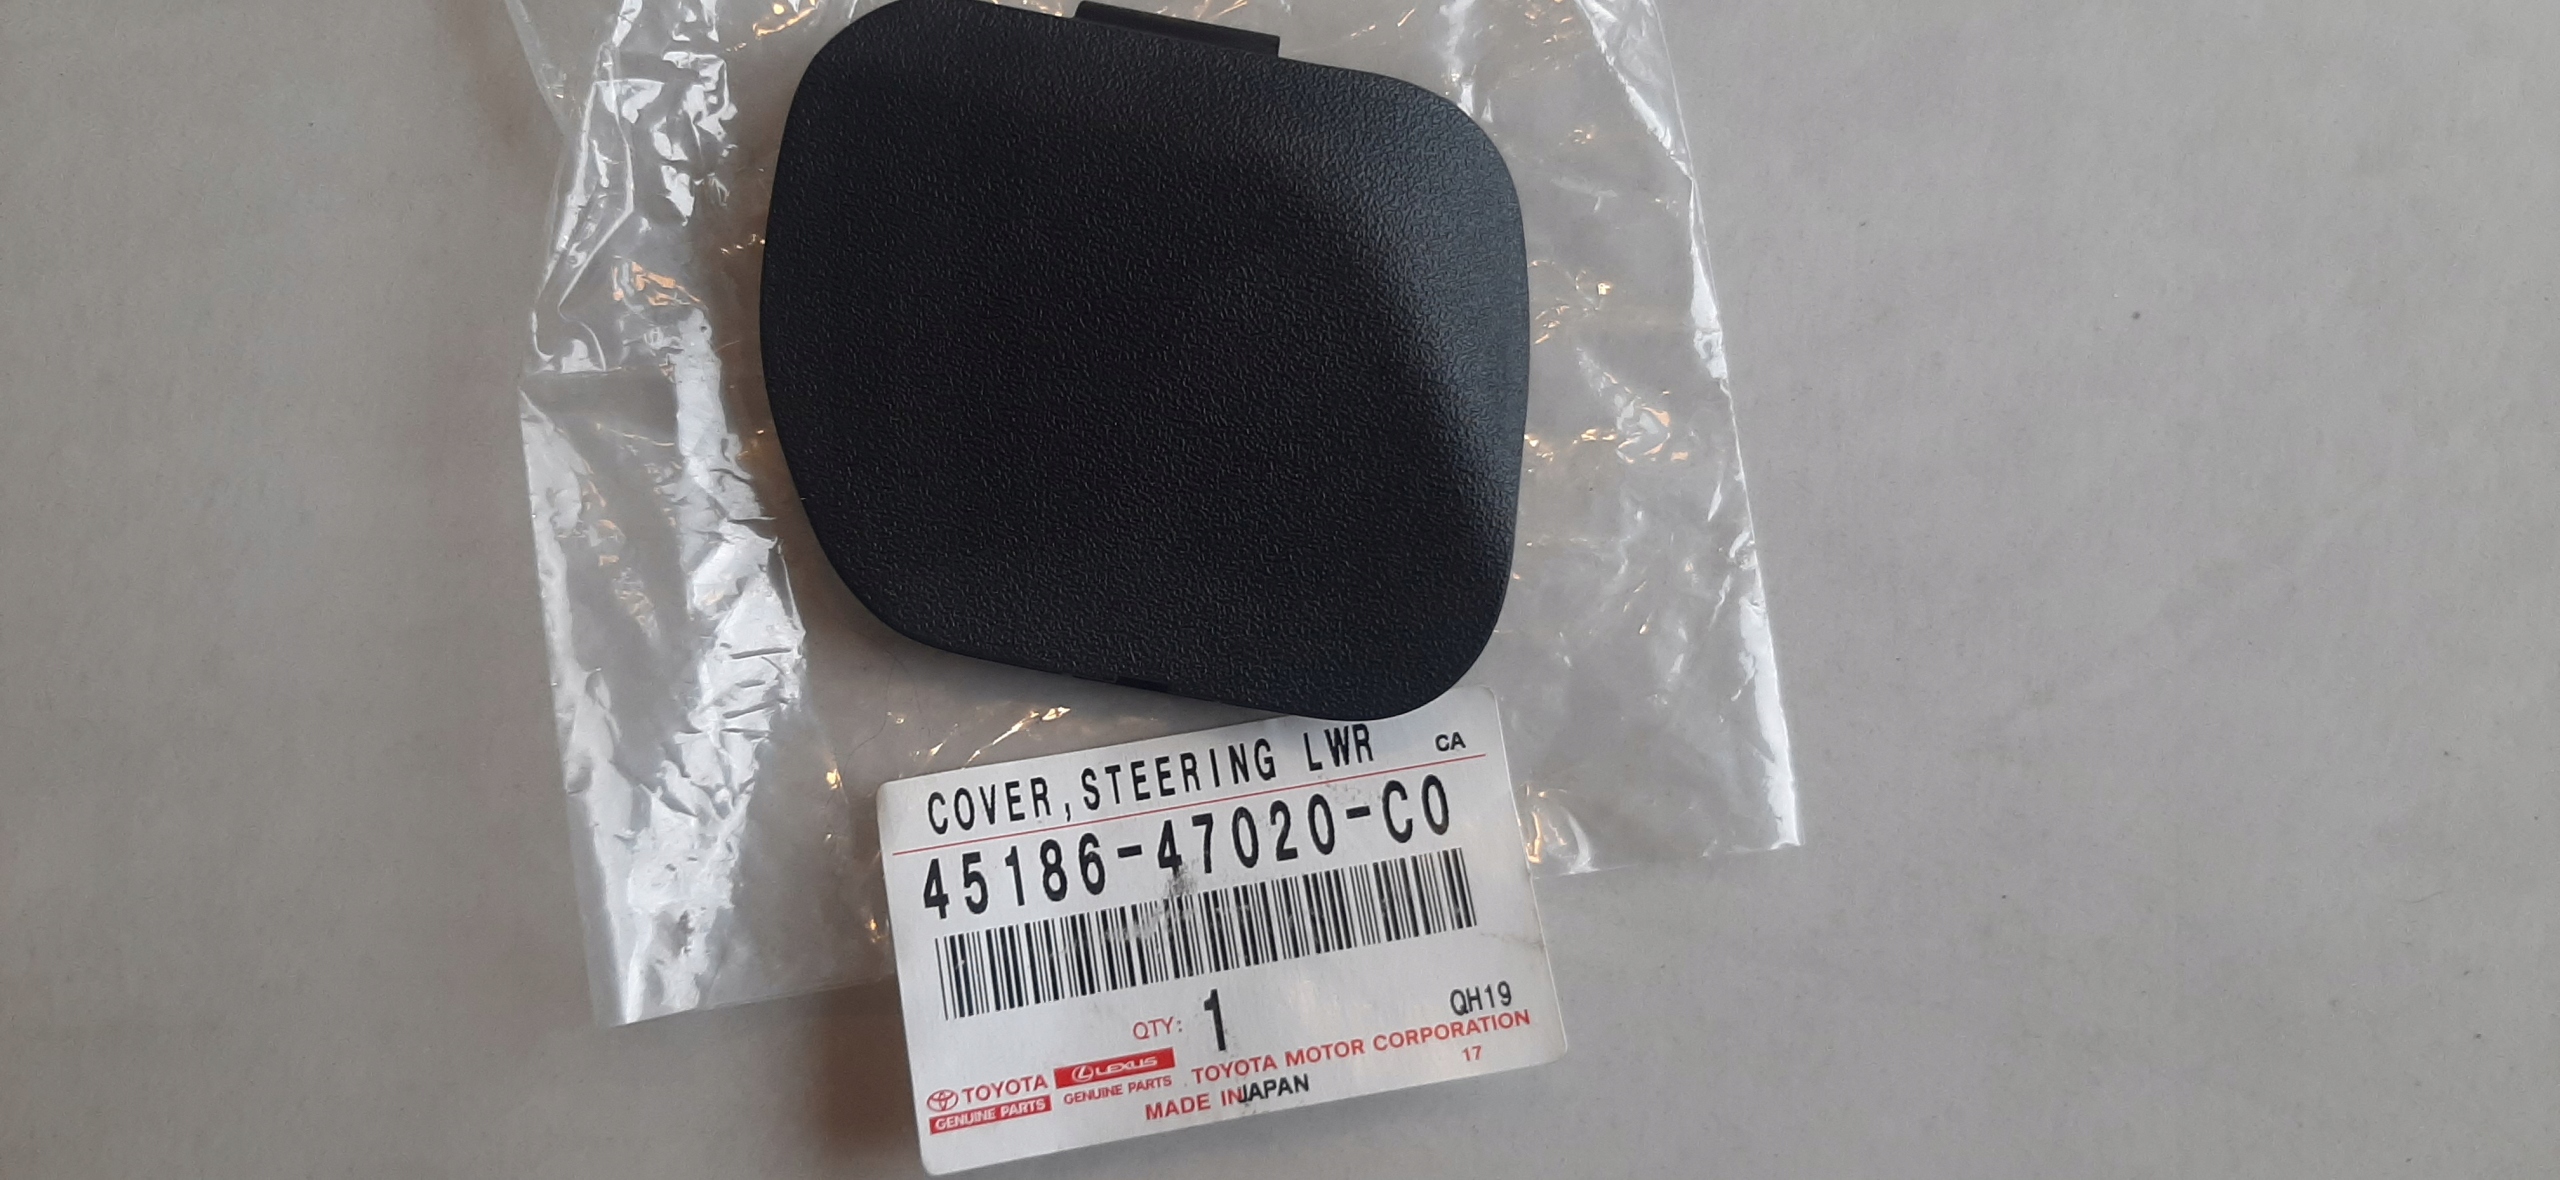 COVER,STEERING LWR CA
45186-47020-C0
QTY: 1 QH19
TOYOTA LEXUS TOYOTA MOTOR CORPORATION
GENUINE PARTS GENUINE PARTS 17
MADE IN JAPAN